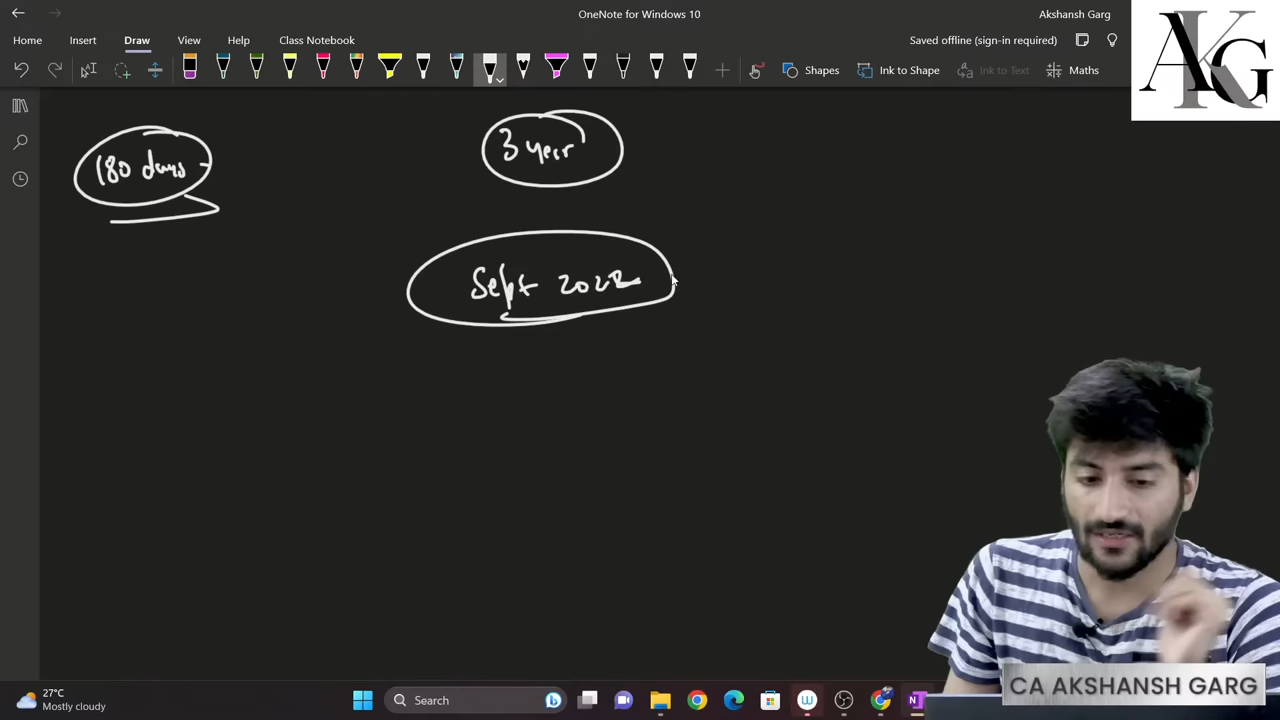 OneNote for Windows 10
Akshansh Garg
Home Insert Draw View Help Class Notebook
Saved offline (sign-in required)
Shapes Ink to Shape Ink to Text Maths
AKG
180 days
3 year
Sept 2022
CA AKSHANSH GARG
27°C
Mostly cloudy
Search